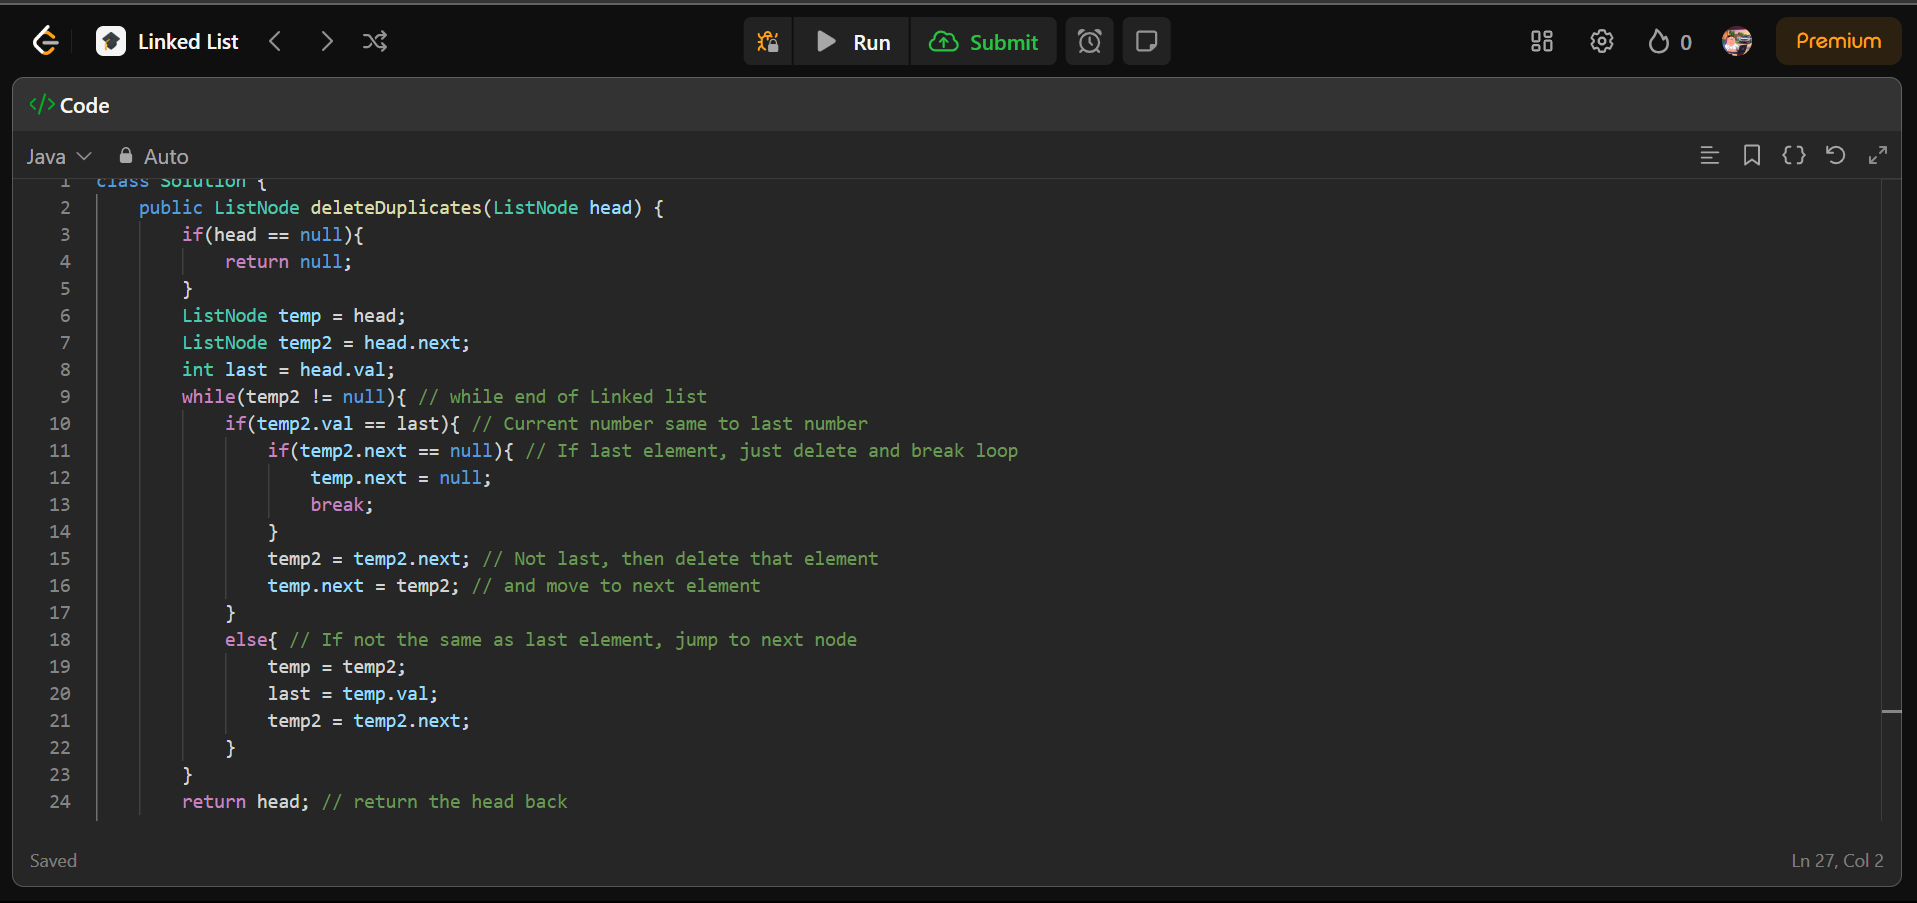 Linked List
Run
Submit
0
Premium
</> Code
Java
Auto
1 class Solution {
2 public ListNode deleteDuplicates(ListNode head) {
3 if(head == null){
4 return null;
5 }
6 ListNode temp = head;
7 ListNode temp2 = head.next;
8 int last = head.val;
9 while(temp2 != null){ // while end of Linked list
10 if(temp2.val == last){ // Current number same to last number
11 if(temp2.next == null){ // If last element, just delete and break loop
12 temp.next = null;
13 break;
14 }
15 temp2 = temp2.next; // Not last, then delete that element
16 temp.next = temp2; // and move to next element
17 }
18 else{ // If not the same as last element, jump to next node
19 temp = temp2;
20 last = temp.val;
21 temp2 = temp2.next;
22 }
23 }
24 return head; // return the head back
Saved
Ln 27, Col 2